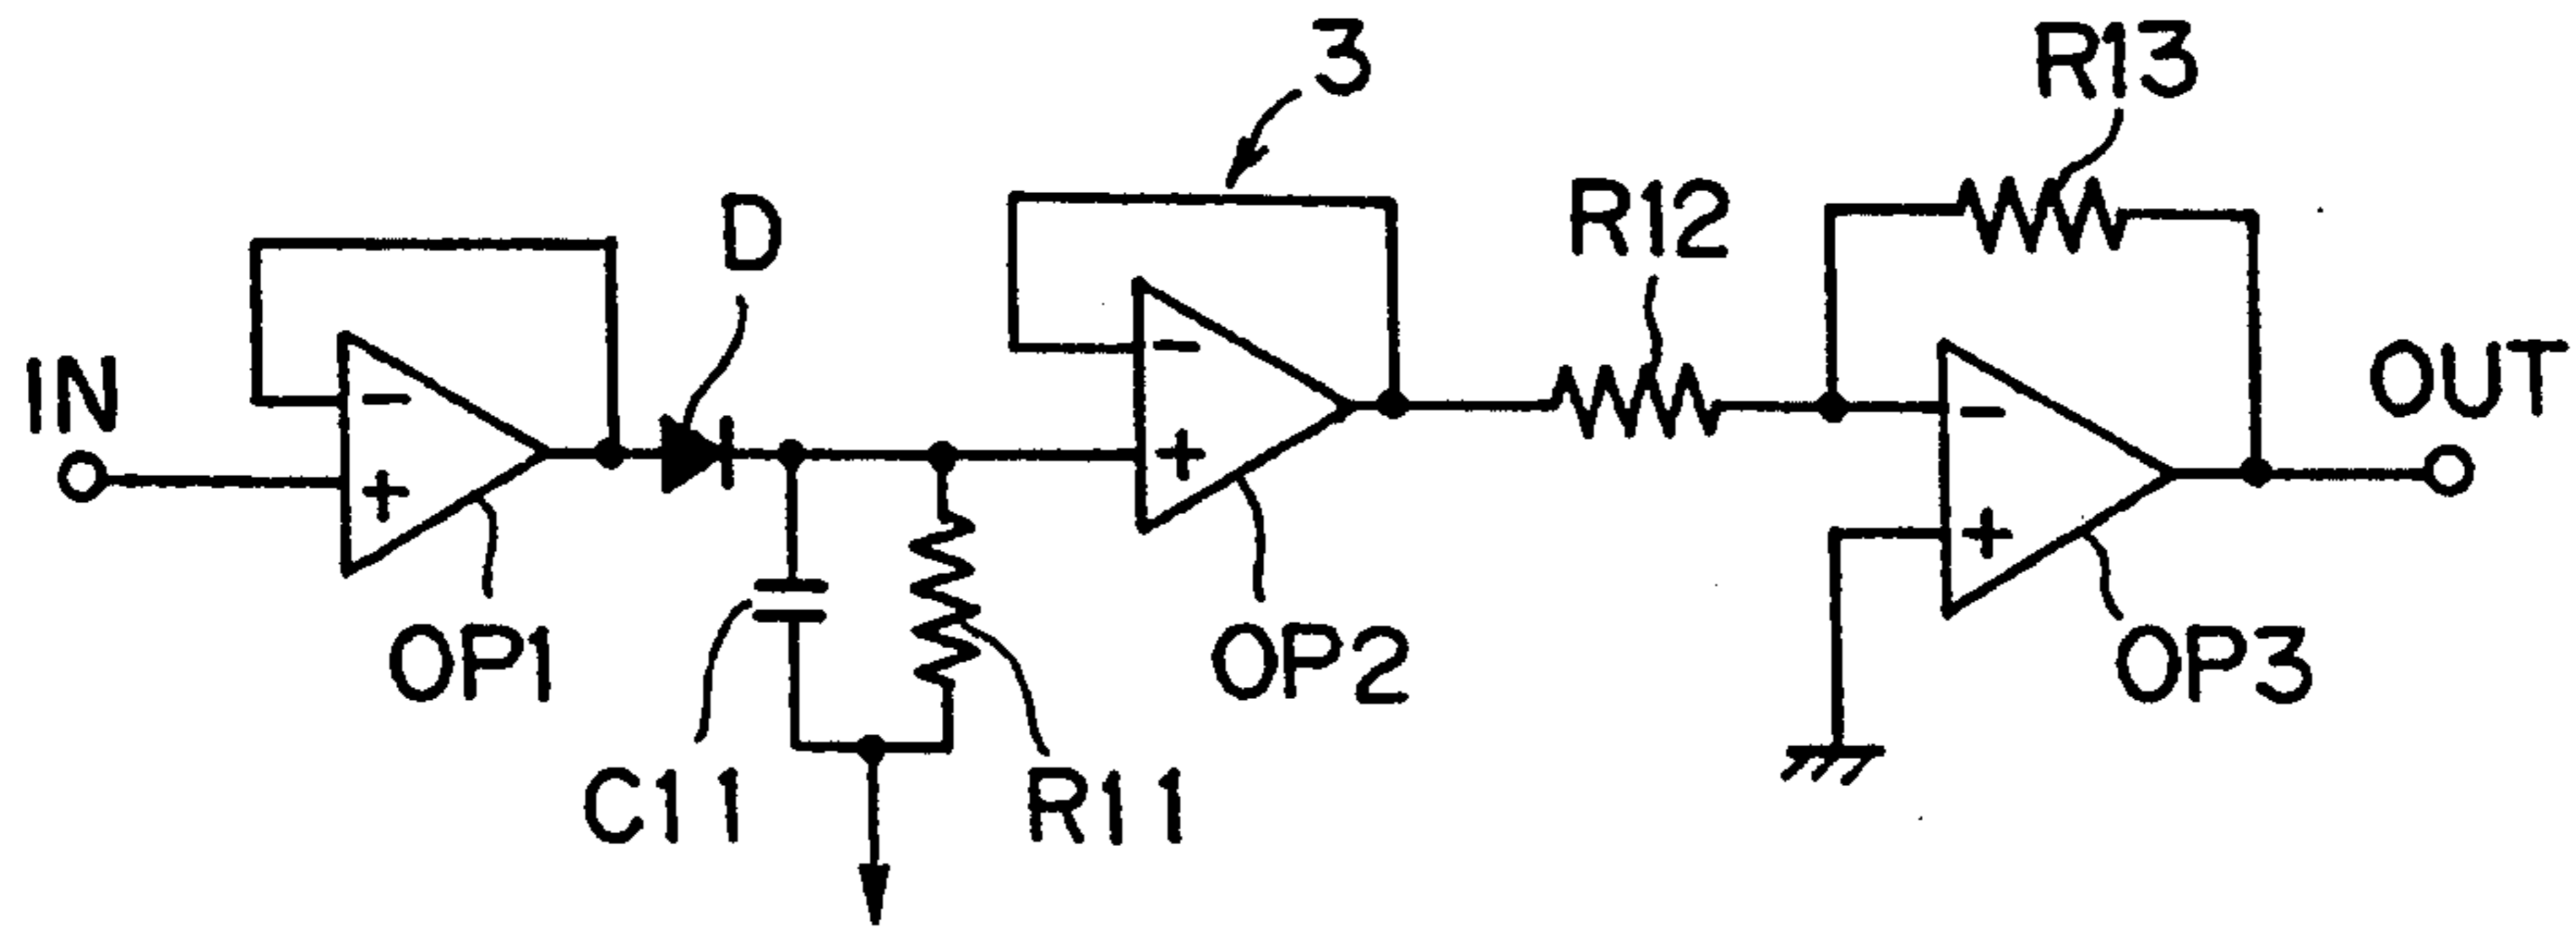 3
R13
D
R12
IN
-
+
-
+
-
+
OUT
OP1
OP2
OP3
C11
R11